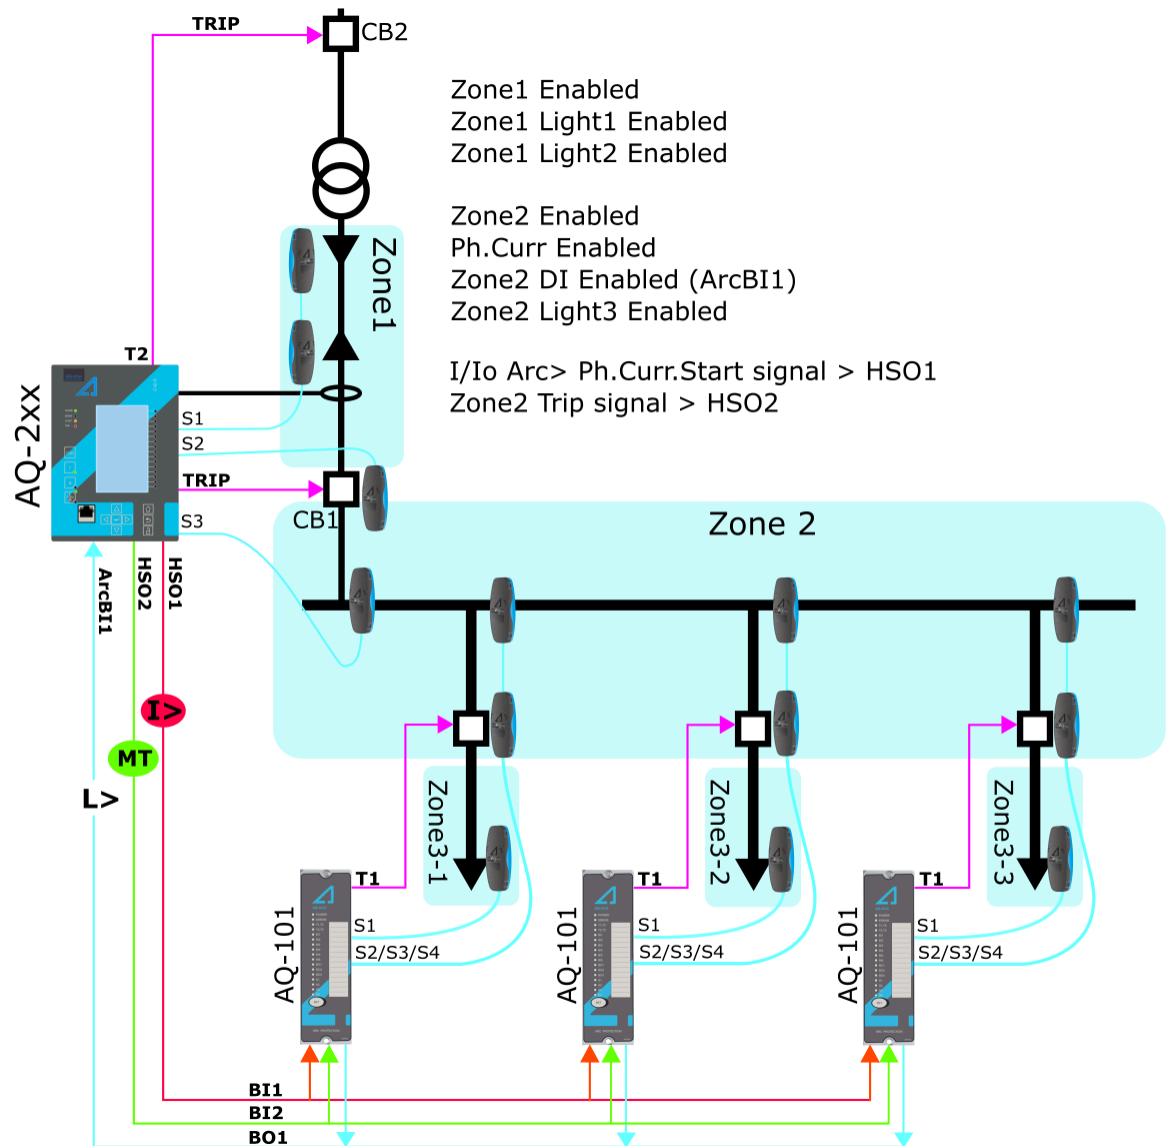 TRIP
CB2
Zone1 Enabled
Zone1 Light1 Enabled
Zone1 Light2 Enabled
Zone2 Enabled
Ph.Curr Enabled
Zone2 DI Enabled (ArcBI1)
Zone2 Light3 Enabled
I/Io Arc> Ph.Curr.Start signal > HSO1
Zone2 Trip signal > HSO2
Zone1
T2
AQ-2xx
S1
S2
TRIP
S3
CB1
Zone 2
ArcBI1
HSO2
HSO1
I>
MT
L>
Zone3-1
Zone3-2
Zone3-3
T1
T1
T1
AQ-101
S1
S2/S3/S4
AQ-101
S1
S2/S3/S4
AQ-101
S1
S2/S3/S4
BI1
BI2
BO1